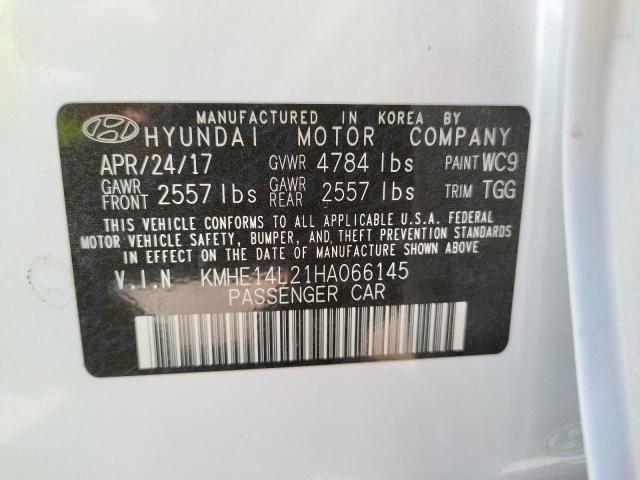 MANUFACTURED IN KOREA BY
HYUNDAI MOTOR COMPANY
APR/24/17 GVWR 4784 lbs PAINT WC9
GAWR FRONT 2557 lbs GAWR REAR 2557 lbs TRIM TGG
THIS VEHICLE CONFORMS TO ALL APPLICABLE U.S.A. FEDERAL
MOTOR VEHICLE SAFETY, BUMPER, AND THEFT PREVENTION STANDARDS
IN EFFECT ON THE DATE OF MANUFACTURE SHOWN ABOVE
V.I.N KMHE14L21HA066145
PASSENGER CAR